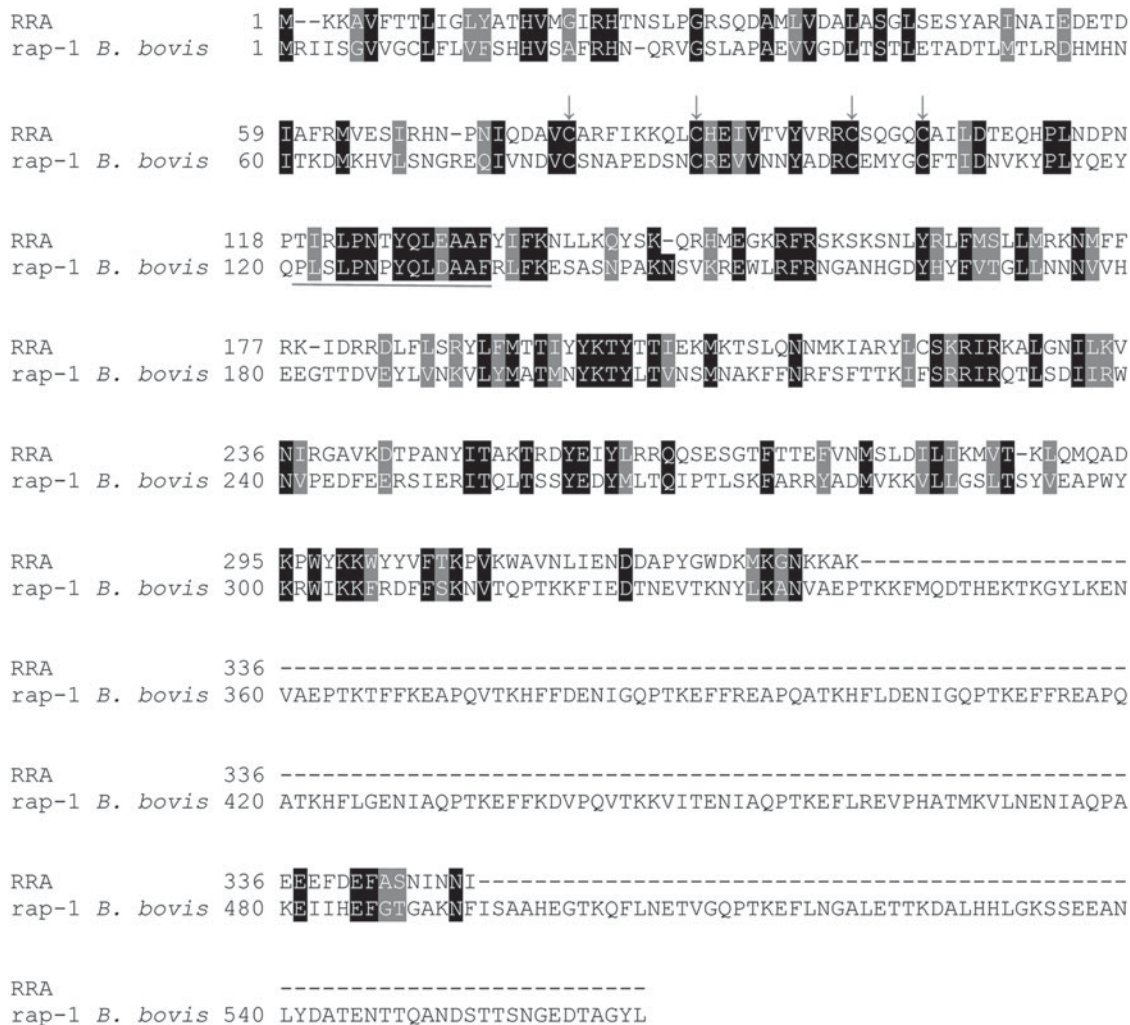 RRA 1 M--KKAVFTTLIGLYATHVMGIRHTNSLPGRSQDAMLVDALASGLSESYARINAIEDETD
rap-1 B. bovis 1 MRIISGVVGCLFLVFSHHVSAFRHN-QRVGSLAPAEVVGDLTSTLETADTLMTLRDHMHN
RRA 59 IAFRMVESIRHN-PNIQDAVCARFIKKQLCHEIVTVYVRRCSQGQCAILDTEQHPLNDPN
rap-1 B. bovis 60 ITKDMKHVLSNGREQIVNDVCSNAPEDSNCREVVNNYADRCEMYGCFTIDNVKYPLYQEY
RRA 118 PTIRLPNTYQLEAAFYIFKNLLKQYSK-QRHMEGKRFRSKSKSNLYRLFMSLLMRKNMFF
rap-1 B. bovis 120 QPLSLPNPYQLDAAFRLFKESASNPAKNSVKREWLRFRNGANHGDYHYFVTGLLNNNVVH
RRA 177 RK-IDRRDLFLSRYLFMTTIYYKTYTTIEKMKTSLQNNMKIARYLCSKRIRKALGNILKV
rap-1 B. bovis 180 EEGTTDVEYLVNKVLYMATMNYKTYLTVNSMNAKFFNRFSFTTKIFSRRIRQTLSDIIRW
RRA 236 NIRGAVKDTPANYITAKTRDYEIYLRRQQSESGTFTTEFVNMSLDILIKMVT-KLQMQAD
rap-1 B. bovis 240 NVPEDFEERSIERITQLTSSYEDYMLTQIPTLSKFARRYADMVKKVLLGSLTSYVEAPWY
RRA 295 KPWYKKWYYVFTKPVKWAVNLIENDDAPYGWDKMKGNKKAK-------------------
rap-1 B. bovis 300 KRWIKKFRDFFSKNVTQPTKKFIEDTNEVTKNYLKANVAEPTKKFMQDTHEKTKGYLKEN
RRA 336 ------------------------------------------------------------
rap-1 B. bovis 360 VAEPTKTFFKEAPQVTKHFFDENIGQPTKEFFREAPQATKHFLDENIGQPTKEFFREAPQ
RRA 336 ------------------------------------------------------------
rap-1 B. bovis 420 ATKHFLGENIAQPTKEFFKDVPQVTKKVITENIAQPTKEFLREVPHATMKVLNENIAQPA
RRA 336 EEEFDEFASNINNI----------------------------------------------
rap-1 B. bovis 480 KEIIHEFGTGAKNFISAAHEGTKQFLNETVGQPTKEFLNGALETTKDALHHLGKSSEEAN
RRA --------------------------
rap-1 B. bovis 540 LYDATENTTQANDSTTSNGEDTAGYL